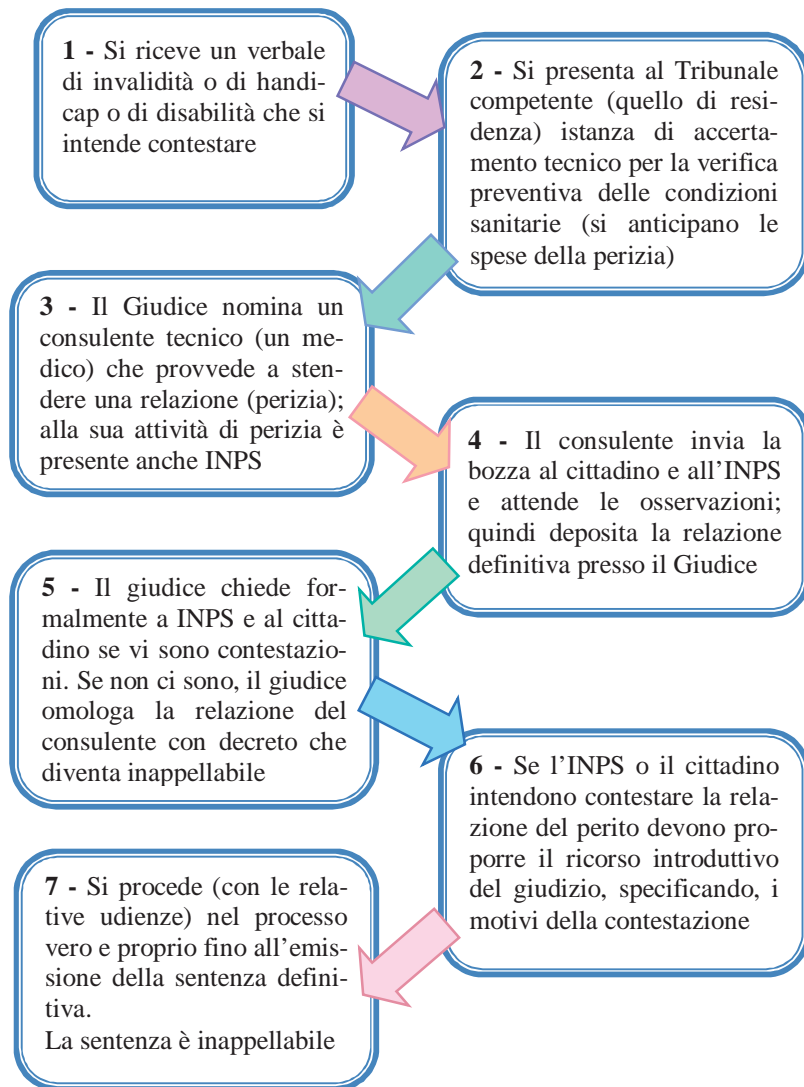 1 - Si riceve un verbale
di invalidità o di handi-
cap o di disabilità che si
intende contestare
2 - Si presenta al Tribunale
competente (quello di resi-
denza) istanza di accerta-
mento tecnico per la verifica
preventiva delle condizioni
sanitarie (si anticipano le
spese della perizia)
3 - Il Giudice nomina un
consulente tecnico (un me-
dico) che provvede a sten-
dere una relazione (perizia);
alla sua attività di perizia è
presente anche INPS
4 - Il consulente invia la
bozza al cittadino e all’INPS
e attende le osservazioni;
quindi deposita la relazione
definitiva presso il Giudice
5 - Il giudice chiede for-
malmente a INPS e al citta-
dino se vi sono contestazio-
ni. Se non ci sono, il giudice
omologa la relazione del
consulente con decreto che
diventa inappellabile
6 - Se l’INPS o il cittadino
intendono contestare la rela-
zione del perito devono pro-
porre il ricorso introduttivo
del giudizio, specificando, i
motivi della contestazione
7 - Si procede (con le rela-
tive udienze) nel processo
vero e proprio fino all’emis-
sione della sentenza defini-
tiva.
La sentenza è inappellabile